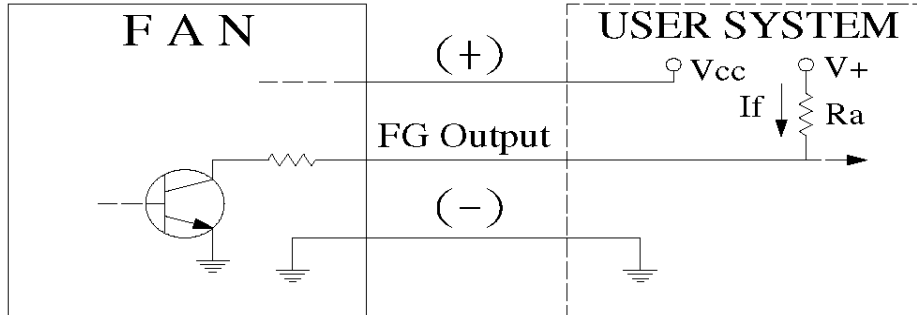 F A N
USER SYSTEM
(+)
Vcc
V+
If
Ra
FG Output
(−)